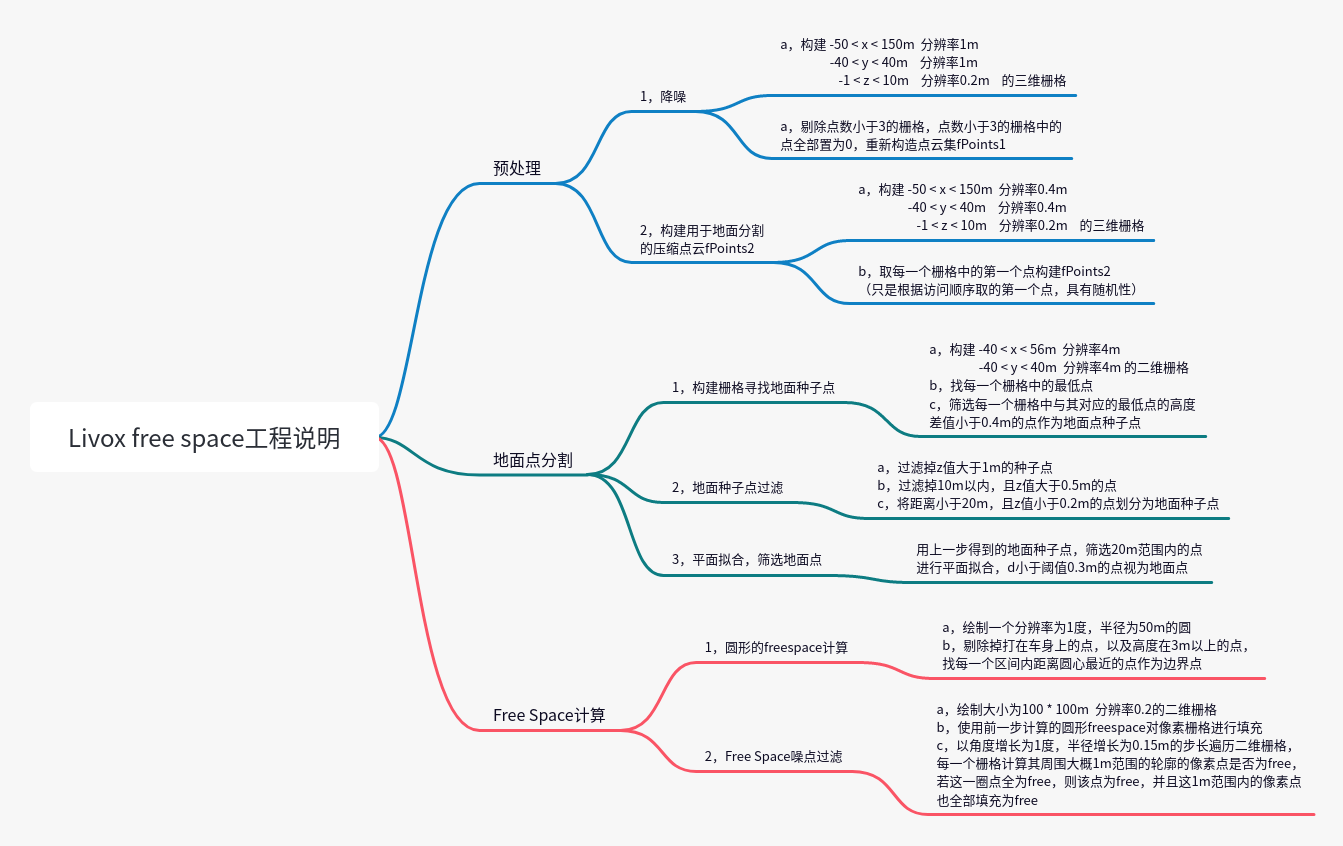 Livox free space工程说明
预处理
1，降噪
a，构建 -50 < x < 150m 分辨率1m
-40 < y < 40m 分辨率1m
-1 < z < 10m 分辨率0.2m 的三维栅格
a，剔除点数小于3的栅格，点数小于3的栅格中的
点全部置为0，重新构造点云集fPoints1
2，构建用于地面分割
的压缩点云fPoints2
a，构建 -50 < x < 150m 分辨率0.4m
-40 < y < 40m 分辨率0.4m
-1 < z < 10m 分辨率0.2m 的三维栅格
b，取每一个栅格中的第一个点构建fPoints2
（只是根据访问顺序取的第一个点，具有随机性）
地面点分割
1，构建栅格寻找地面种子点
a，构建 -40 < x < 56m 分辨率4m
-40 < y < 40m 分辨率4m 的二维栅格
b，找每一个栅格中的最低点
c，筛选每一个栅格中与其对应的最低点的高度
差值小于0.4m的点作为地面点种子点
2，地面种子点过滤
a，过滤掉z值大于1m的种子点
b，过滤掉10m以内，且z值大于0.5m的点
c，将距离小于20m，且z值小于0.2m的点划分为地面种子点
3，平面拟合，筛选地面点
用上一步得到的地面种子点，筛选20m范围内的点
进行平面拟合，d小于阈值0.3m的点视为地面点
Free Space计算
1，圆形的freespace计算
a，绘制一个分辨率为1度，半径为50m的圆
b，剔除掉打在车身上的点，以及高度在3m以上的点，
找每一个区间内距离圆心最近的点作为边界点
2，Free Space噪点过滤
a，绘制大小为100 * 100m 分辨率0.2的二维栅格
b，使用前一步计算的圆形freespace对像素栅格进行填充
c，以角度增长为1度，半径增长为0.15m的步长遍历二维栅格，
每一个栅格计算其周围大概1m范围的轮廓的像素点是否为free，
若这一圈点全为free，则该点为free，并且这1m范围内的像素点
也全部填充为free